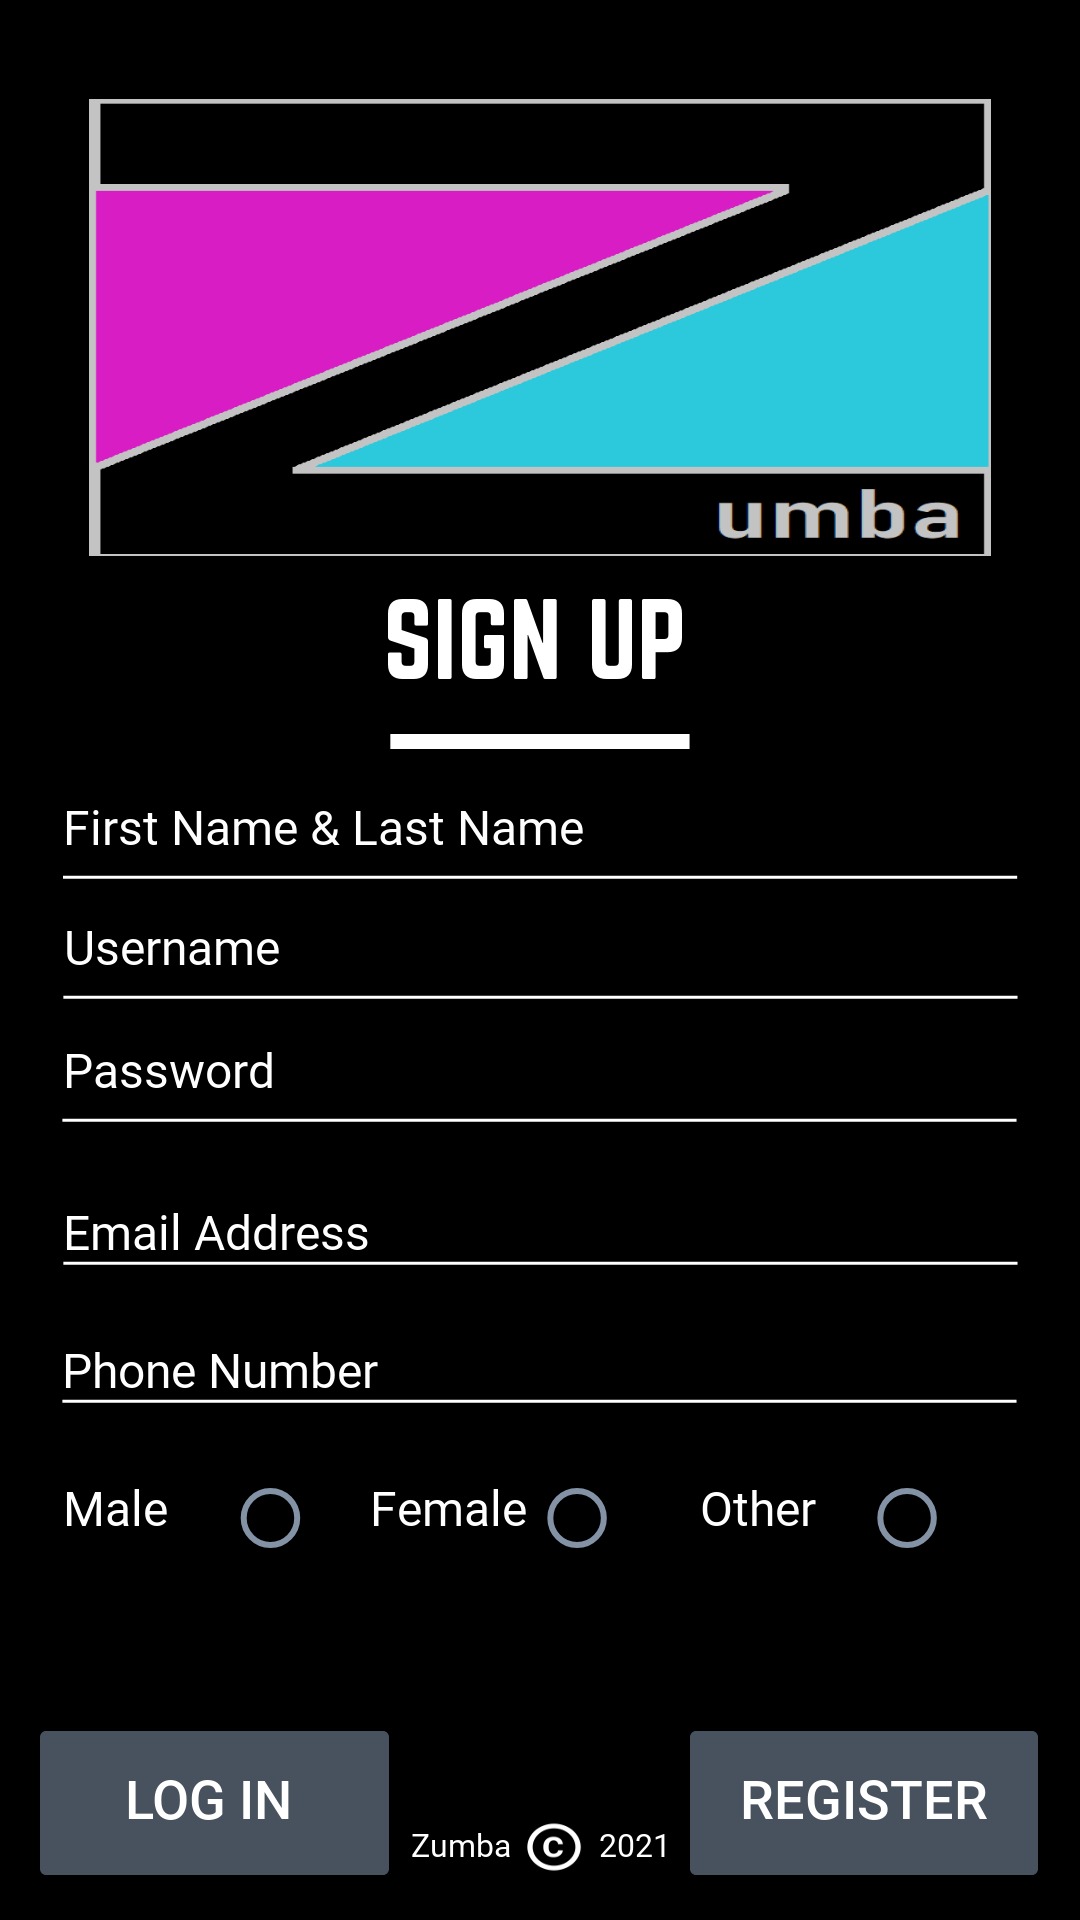 umba
SIGN UP
First Name & Last Name
Username
Password
Email Address
Phone Number
Male Female Other
LOG IN REGISTER
Zumba © 2021